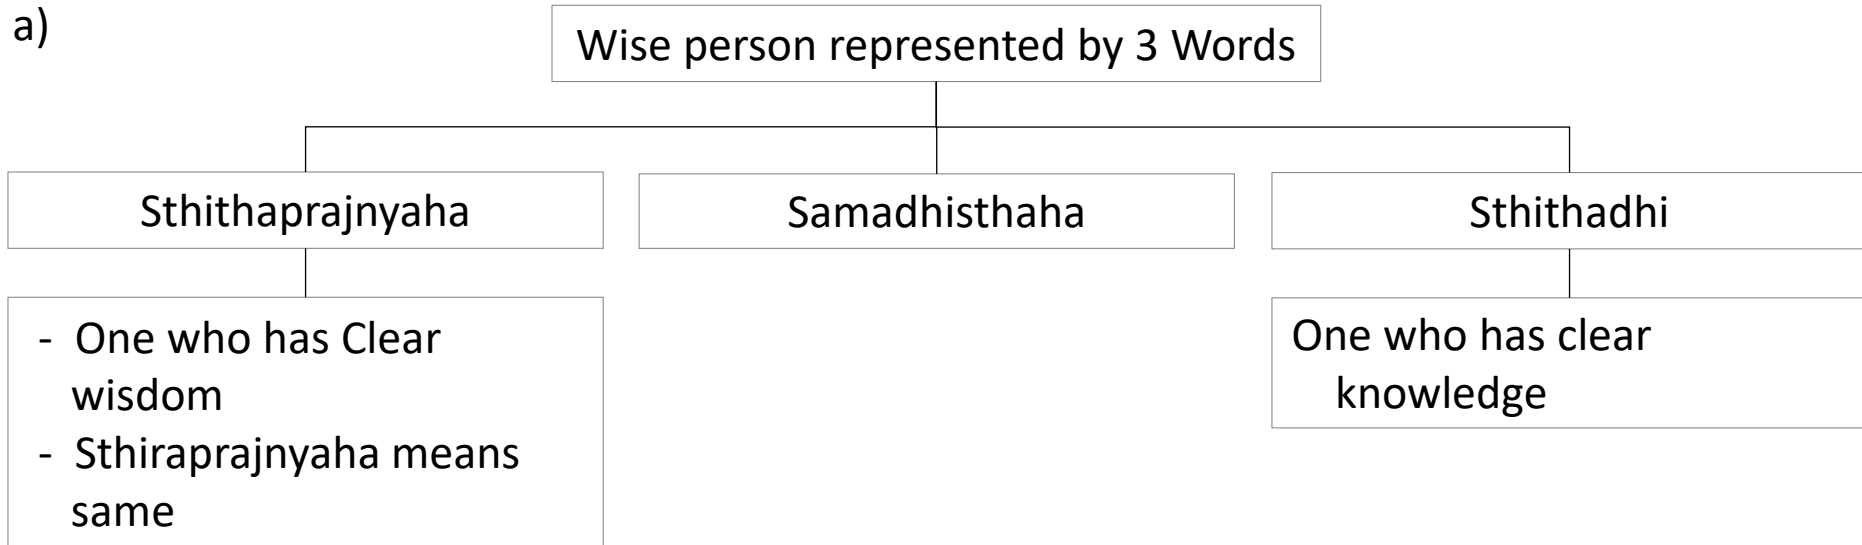 a)
Wise person represented by 3 Words
Sthithaprajnyaha
Samadhisthaha
Sthithadhi
- One who has Clear
wisdom
- Sthiraprajnyaha means
same
One who has clear
knowledge